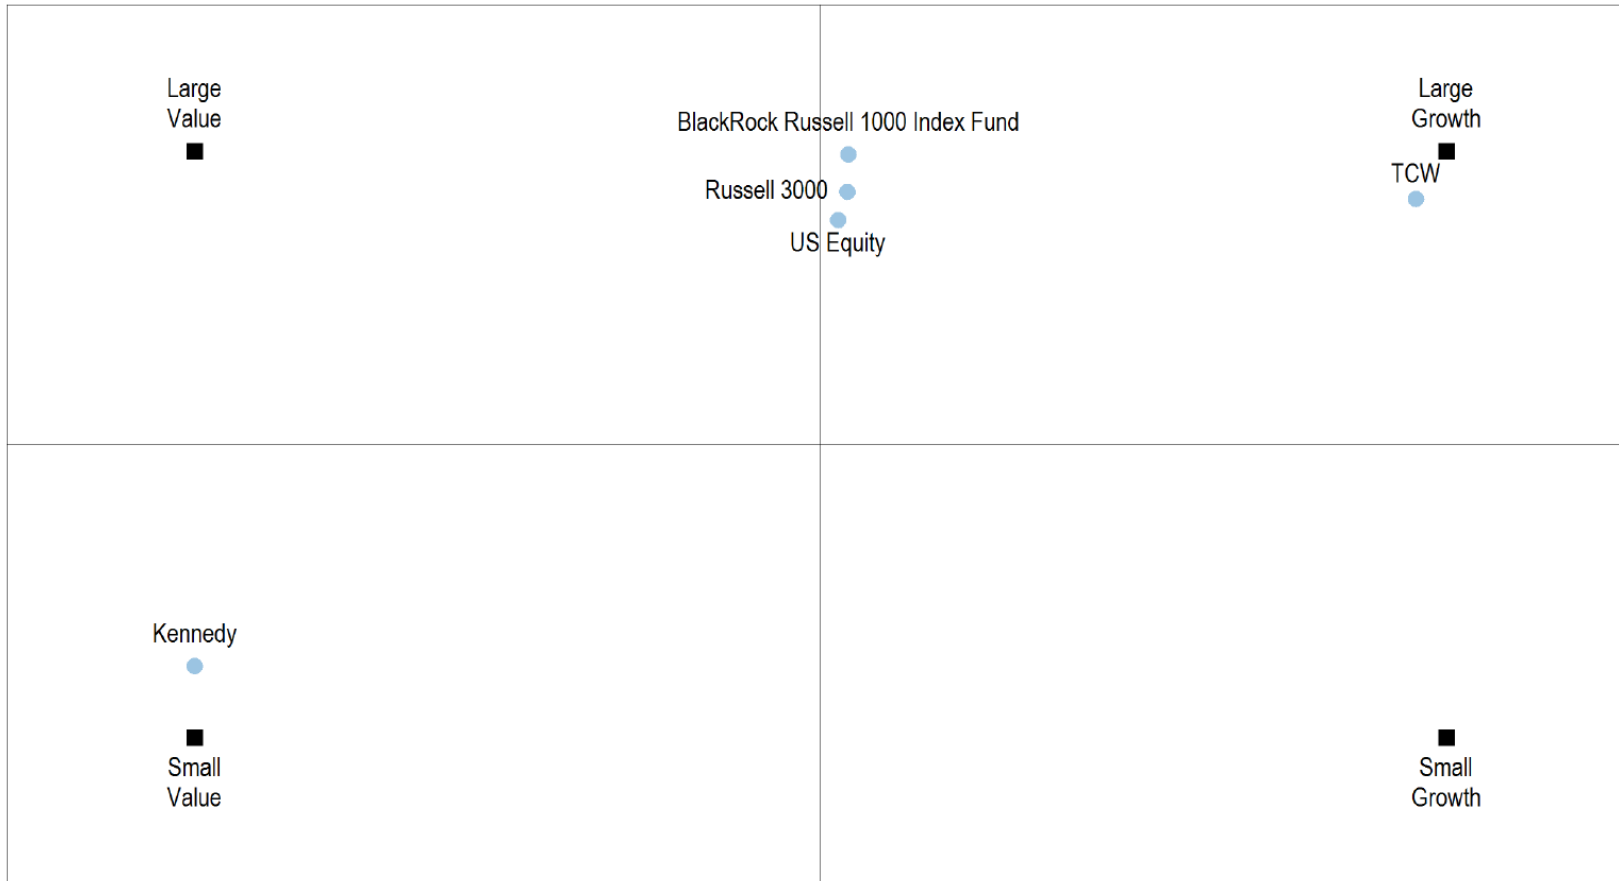 Large
Value
BlackRock Russell 1000 Index Fund
Large
Growth
TCW
Russell 3000
US Equity
Kennedy
Small
Value
Small
Growth